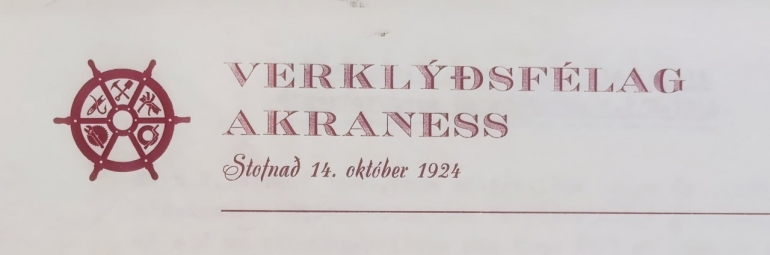 VERKLÝÐSFÉLAG
AKRANESS
Stofnað 14. október 1924